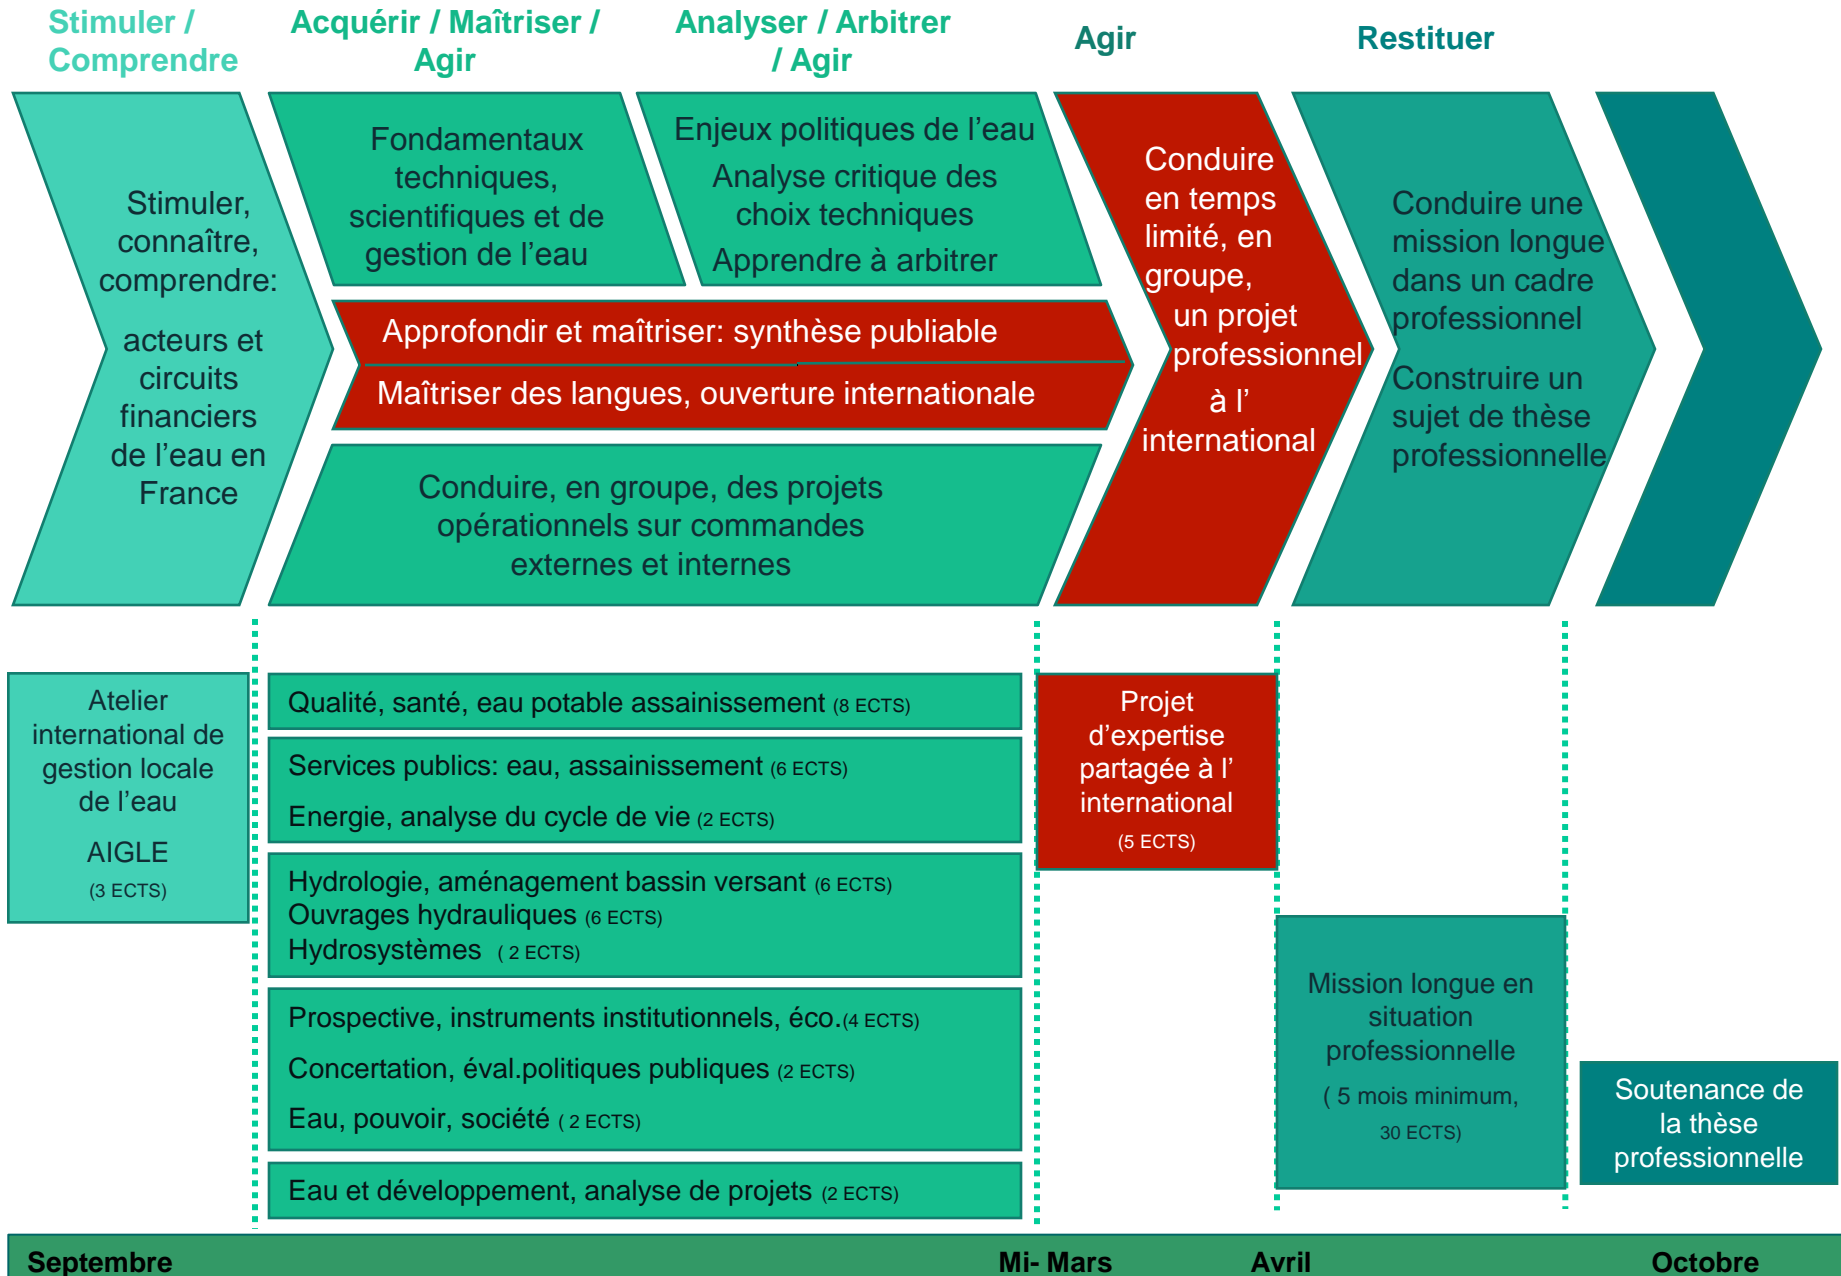 Stimuler /
Comprendre
Acquérir / Maîtriser /
Agir
Analyser / Arbitrer
/ Agir
Agir
Restituer
Stimuler,
connaître,
comprendre:
acteurs et
circuits
financiers
de l’eau en
France
Fondamentaux
techniques,
scientifiques et de
gestion de l’eau
Enjeux politiques de l’eau
Analyse critique des
choix techniques
Apprendre à arbitrer
Approfondir et maîtriser: synthèse publiable
Maîtriser des langues, ouverture internationale
Conduire, en groupe, des projets
opérationnels sur commandes
externes et internes
Conduire
en temps
limité, en
groupe,
un projet
professionnel
à l’
international
Conduire une
mission longue
dans un cadre
professionnel
Construire un
sujet de thèse
professionnelle
Atelier
international de
gestion locale
de l’eau
AIGLE
(3 ECTS)
Qualité, santé, eau potable assainissement (8 ECTS)
Services publics: eau, assainissement (6 ECTS)
Energie, analyse du cycle de vie (2 ECTS)
Hydrologie, aménagement bassin versant (6 ECTS)
Ouvrages hydrauliques (6 ECTS)
Hydrosystèmes ( 2 ECTS)
Prospective, instruments institutionnels, éco.(4 ECTS)
Concertation, éval.politiques publiques (2 ECTS)
Eau, pouvoir, société ( 2 ECTS)
Eau et développement, analyse de projets (2 ECTS)
Projet
d’expertise
partagée à l’
international
(5 ECTS)
Mission longue en
situation
professionnelle
( 5 mois minimum,
30 ECTS)
Soutenance de
la thèse
professionnelle
Septembre
Mi- Mars
Avril
Octobre